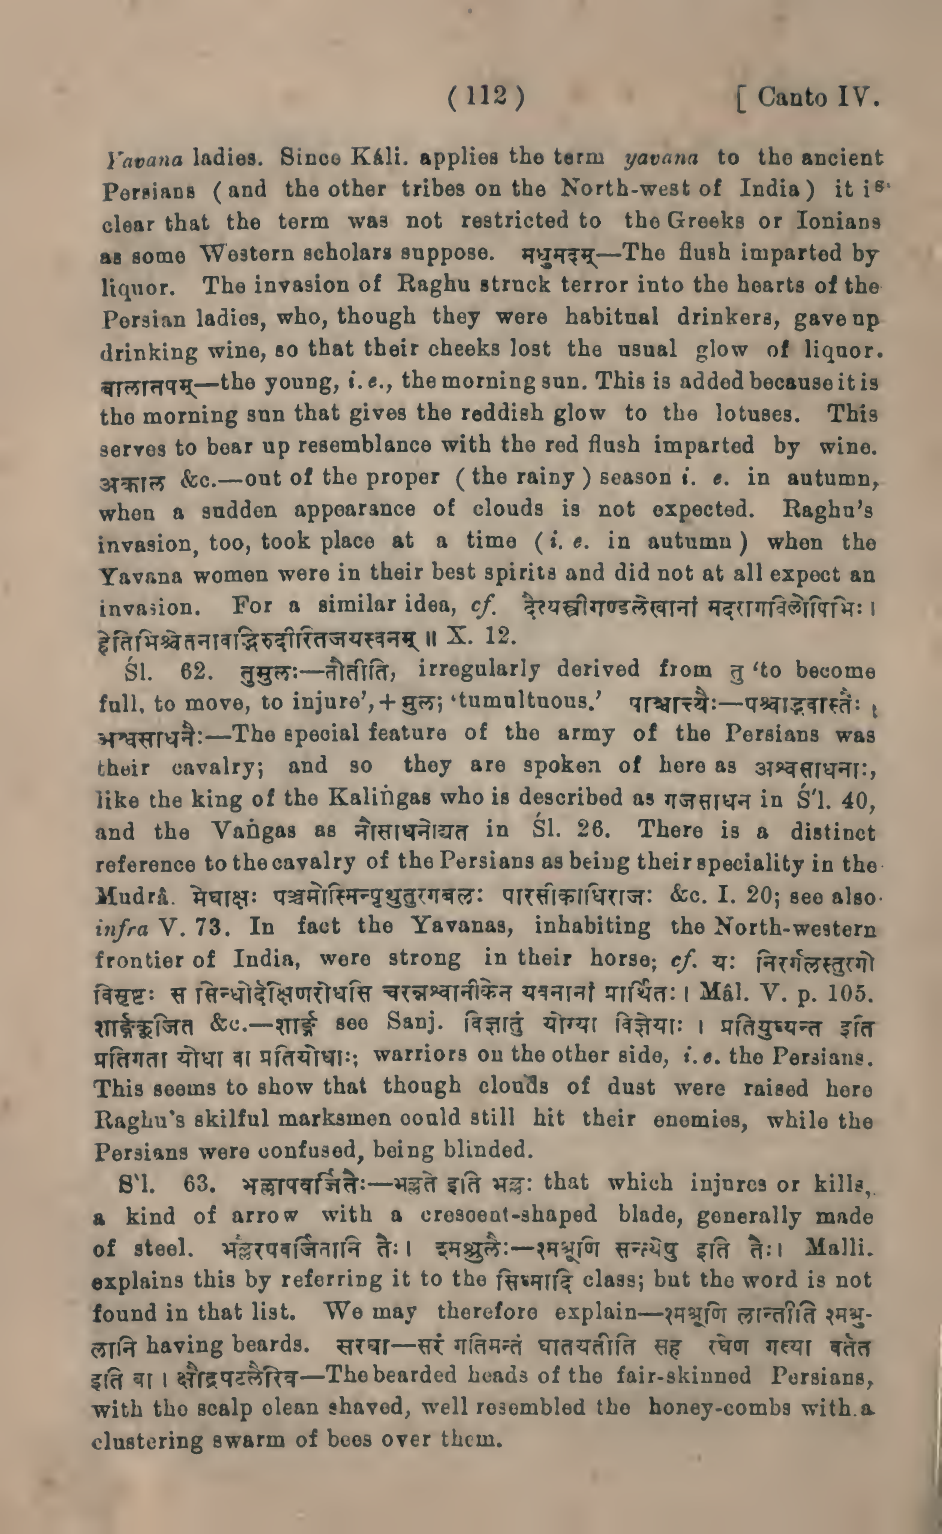 (112) [ Canto IV.
Yavana ladies. Since Káli. applies the term yavana to the ancient
Persians ( and the other tribes on the North-west of India ) it is
clear that the term was not restricted to the Greeks or Ionians
as some Western scholars suppose. मधुमदम्—The flush imparted by
liquor. The invasion of Raghu struck terror into the hearts of the
Persian ladies, who, though they were habitual drinkers, gave up
drinking wine, so that their cheeks lost the usual glow of liquor.
बालातपम्—the young, i. e., the morning sun. This is added because it is
the morning sun that gives the reddish glow to the lotuses. This
serves to bear up resemblance with the red flush imparted by wine.
अकाल &c.—out of the proper ( the rainy ) season i. e. in autumn,
when a sudden appearance of clouds is not expected. Raghu's
invasion, too, took place at a time ( i. e. in autumn ) when the
Yavana women were in their best spirits and did not at all expect an
invasion. For a similar idea, cf. दैत्यस्त्रीगण्डलेखानां मदरागविलोपिभिः ।
हेतिभिश्चेतनावद्भिरुदीरितजयस्वनम् ॥ X. 12.
Śl. 62. तुमुलः—तौतीति, irregularly derived from तु 'to become
full, to move, to injure',+मुल; 'tumultuous.' पाश्चात्त्यैः—पश्चाद्भवास्तैः ।
अश्वसाधनैः—The special feature of the army of the Persians was
their cavalry; and so they are spoken of here as अश्वसाधनाः,
like the king of the Kaliṅgas who is described as गजसाधन in Ś'l. 40,
and the Vaṅgas as नौसाधनोद्यत in Śl. 26. There is a distinct
reference to the cavalry of the Persians as being their speciality in the
Mudrâ. मेघाक्षः पञ्चमोस्मिन्पृथुतुरगबलः पारसीकाधिराजः &c. I. 20; see also
infra V. 73. In fact the Yavanas, inhabiting the North-western
frontier of India, were strong in their horse; cf. यः निरर्गलस्तुरगो
विसृष्टः स सिन्धोर्दक्षिणरोधसि चरन्नश्वानीकेन यवनानां प्रार्थितः । Mâl. V. p. 105.
शार्ङ्गकूजित &c.—शार्ङ्ग see Sanj. विज्ञातुं योग्या विज्ञेयाः । प्रतियुध्यन्त इति
प्रतिगता योधा वा प्रतियोधाः; warriors on the other side, i. e. the Persians.
This seems to show that though clouds of dust were raised here
Raghu's skilful marksmen could still hit their enemies, while the
Persians were confused, being blinded.
S'l. 63. भल्लापवर्जितैः—भल्लते इति भल्लः that which injures or kills,
a kind of arrow with a crescent-shaped blade, generally made
of steel. भल्लैरपवर्जितानि तैः। श्मश्रुलैः—श्मश्रूणि सन्त्येषु इति तैः। Malli.
explains this by referring it to the सिध्मादि class; but the word is not
found in that list. We may therefore explain—श्मश्रूणि लान्तीति श्मश्रु-
लानि having beards. सरघा—सरं गतिमन्तं घातयतीति सह रघेण गत्या वर्तत
इति वा । क्षौद्रपटलैरिव—The bearded heads of the fair-skinned Persians,
with the scalp clean shaved, well resembled the honey-combs with a
clustering swarm of bees over them.